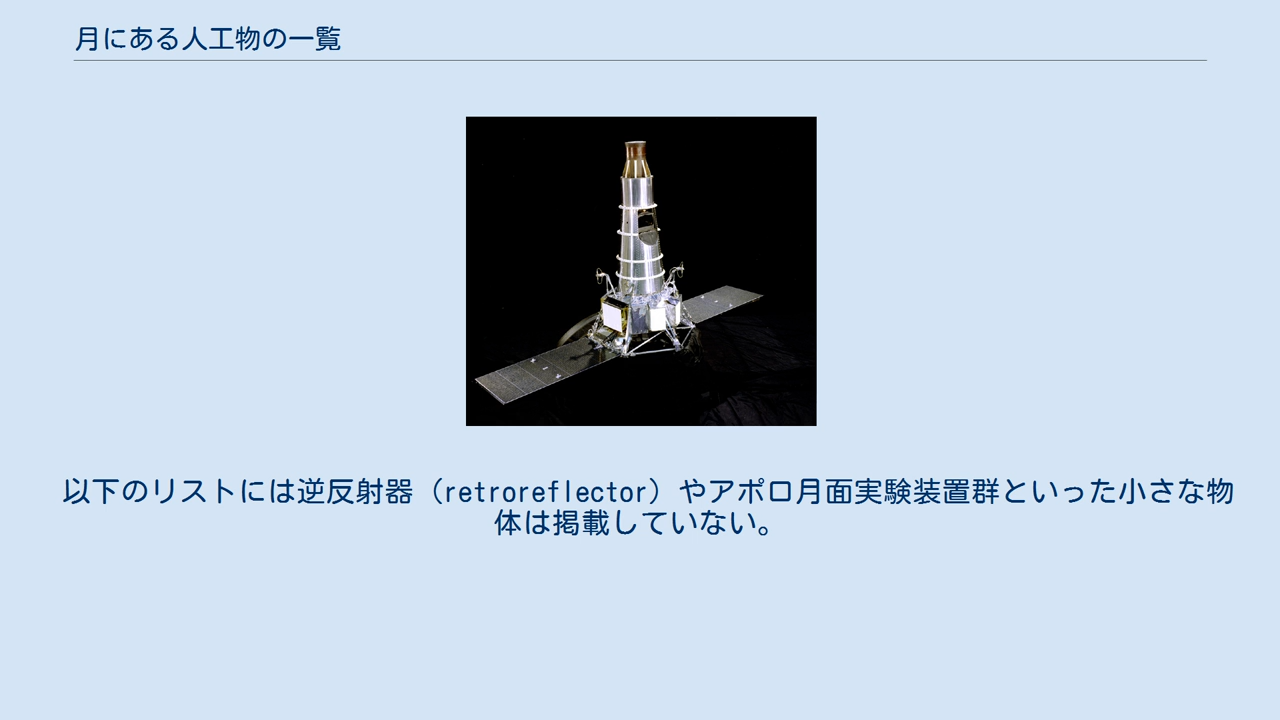 月にある人工物の一覧
以下のリストには逆反射器（retroreflector）やアポロ月面実験装置群といった小さな物
体は掲載していない。